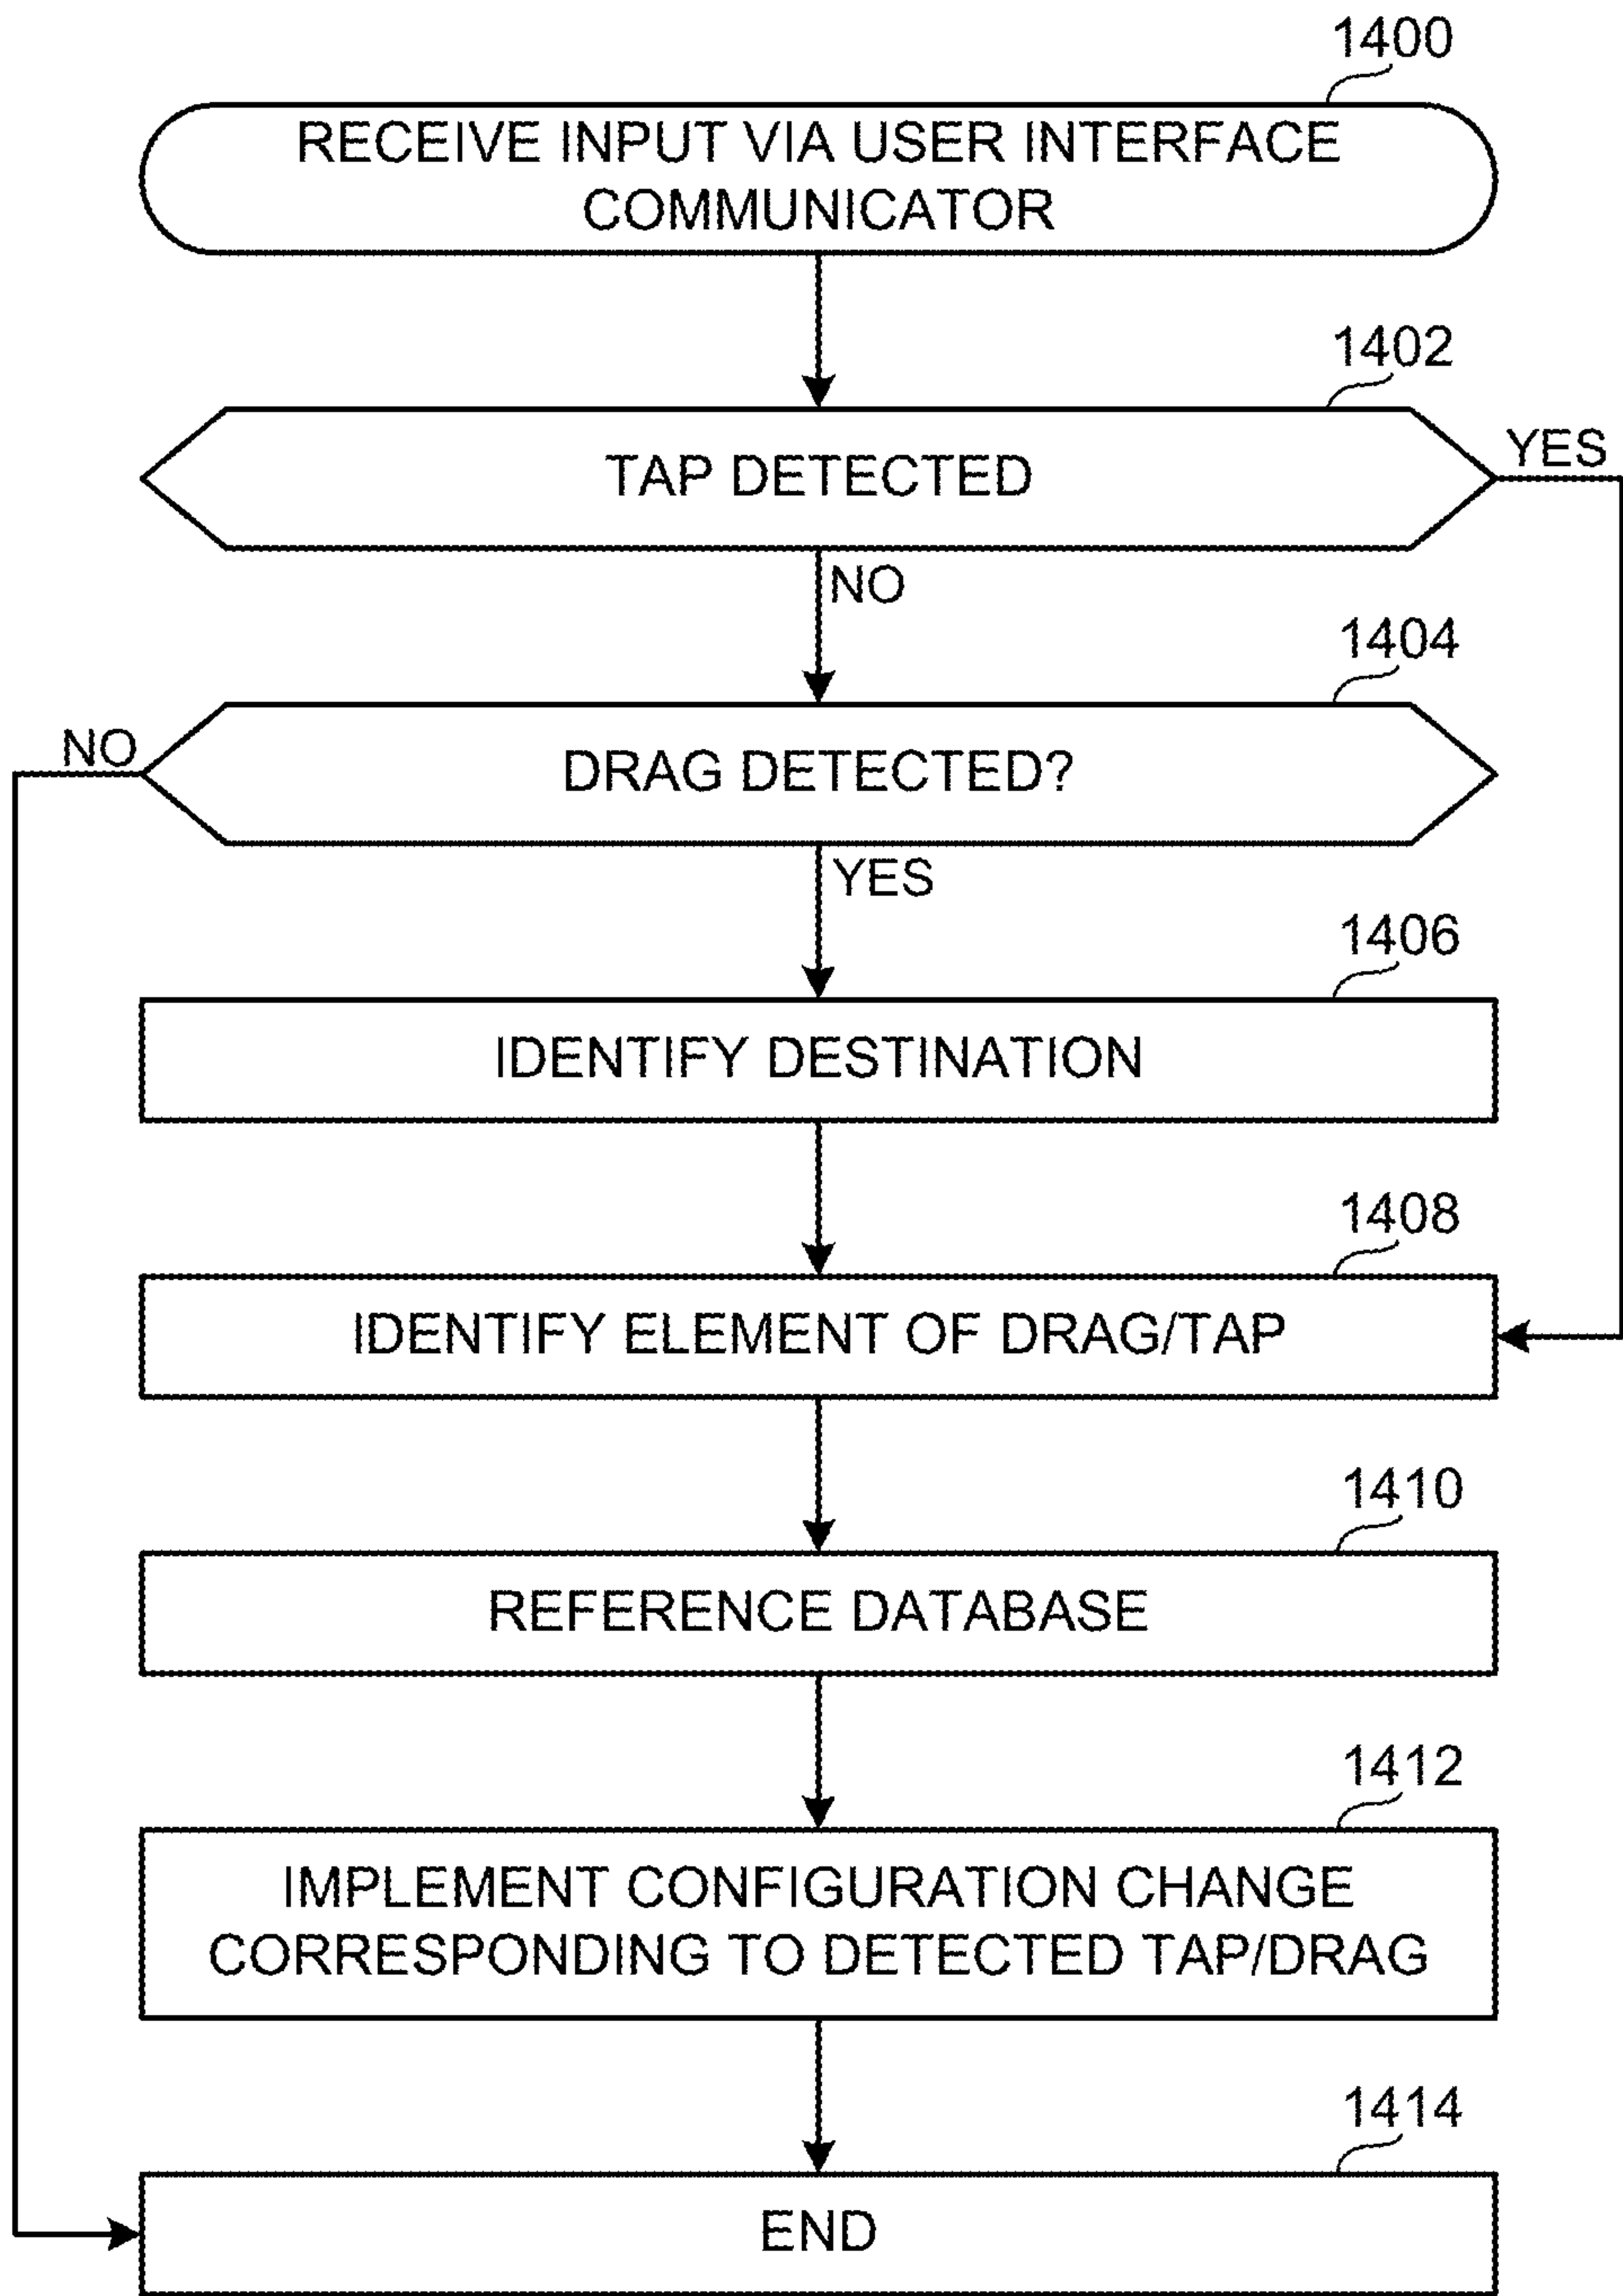 1400
RECEIVE INPUT VIA USER INTERFACE
COMMUNICATOR
1402
TAP DETECTED
YES
NO
1404
NO
DRAG DETECTED?
YES
1406
IDENTIFY DESTINATION
1408
IDENTIFY ELEMENT OF DRAG/TAP
1410
REFERENCE DATABASE
1412
IMPLEMENT CONFIGURATION CHANGE
CORRESPONDING TO DETECTED TAP/DRAG
1414
END